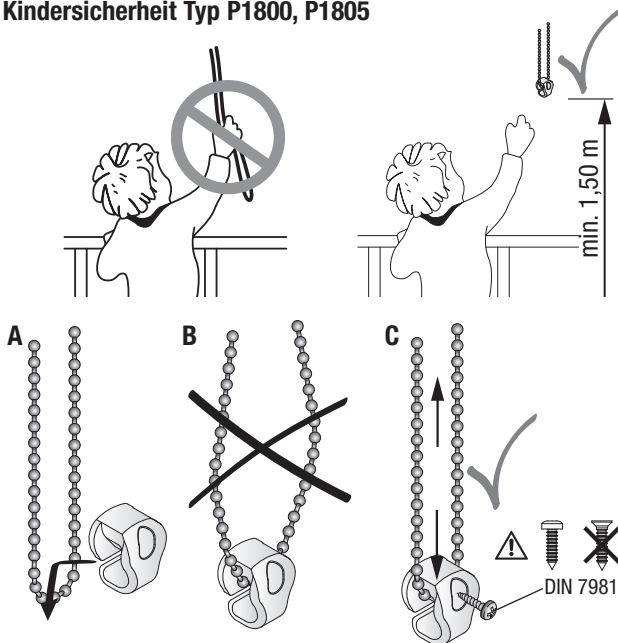 Kindersicherheit Typ P1800, P1805
min. 1,50 m
A
B
C
DIN 7981